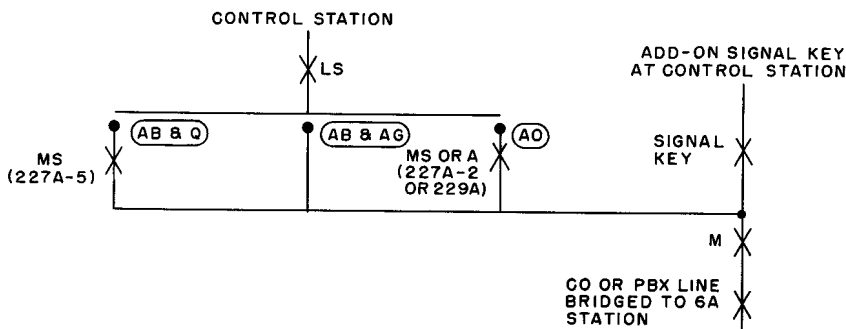 CONTROL STATION
LS
ADD-ON SIGNAL KEY
AT CONTROL STATION
AB & Q
AB & AG
AO
MS
(227A-5)
MS OR A
(227A-2
OR 229A)
SIGNAL
KEY
M
CO OR PBX LINE
BRIDGED TO 6A
STATION